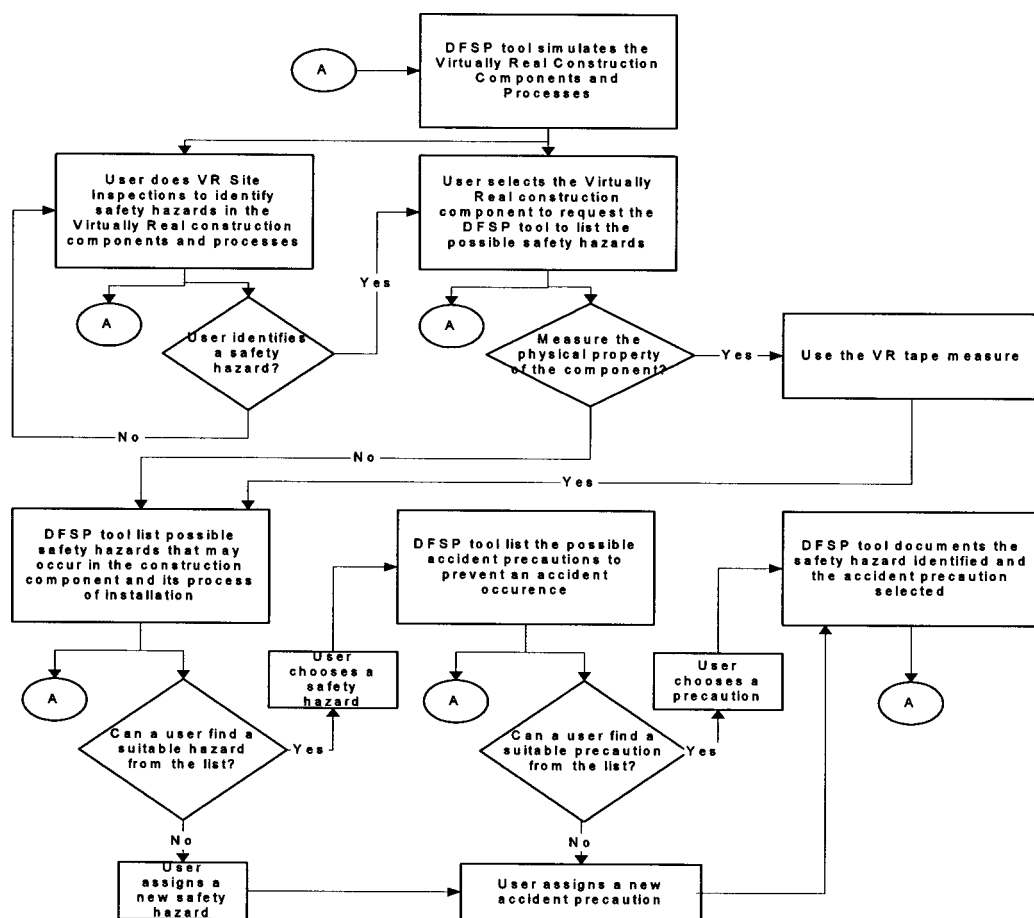 A
DFSP tool simulates the
Virtually Real Construction
Components and
Processes
User does VR Site
Inspections to identify
safety hazards in the
Virtually Real construction
components and processes
User selects the Virtually
Real construction
component to request the
DFSP tool to list the
possible safety hazards
Yes
A
User identifies
a safety
hazard?
A
Measure the
physical property
of the component?
Yes
Use the VR tape measure
No
No
Yes
DFSP tool list possible
safety hazards that may
occur in the construction
component and its process
of installation
DFSP tool list the possible
accident precautions to
prevent an accident
occurence
DFSP tool documents the
safety hazard identified and
the accident precaution
selected
A
User
chooses a
safety
hazard
A
User
chooses a
precaution
A
Can a user find a
suitable hazard
from the list?
Yes
Can a user find a
suitable precaution
from the list?
Yes
No
No
User
assigns a
new safety
hazard
User assigns a new
accident precaution